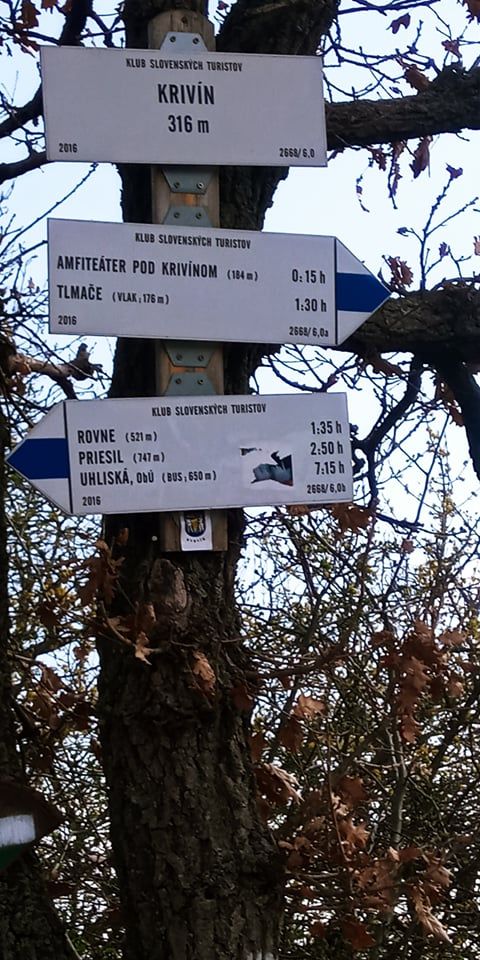 KLUB SLOVENSKÝCH TURISTOV
KRIVÍN
316 m
2016 2668/6,0
KLUB SLOVENSKÝCH TURISTOV
AMFITEÁTER POD KRIVÍNOM (184 m) 0:15 h
TLMAČE (VLAK; 176 m) 1:30 h
2016 2668/6,0a
KLUB SLOVENSKÝCH TURISTOV
ROVNE (521 m) 1:35 h
PRIESIL (747 m) 2:50 h
UHLISKÁ, ObÚ (BUS; 650 m) 7:15 h
2016 2668/6,0b